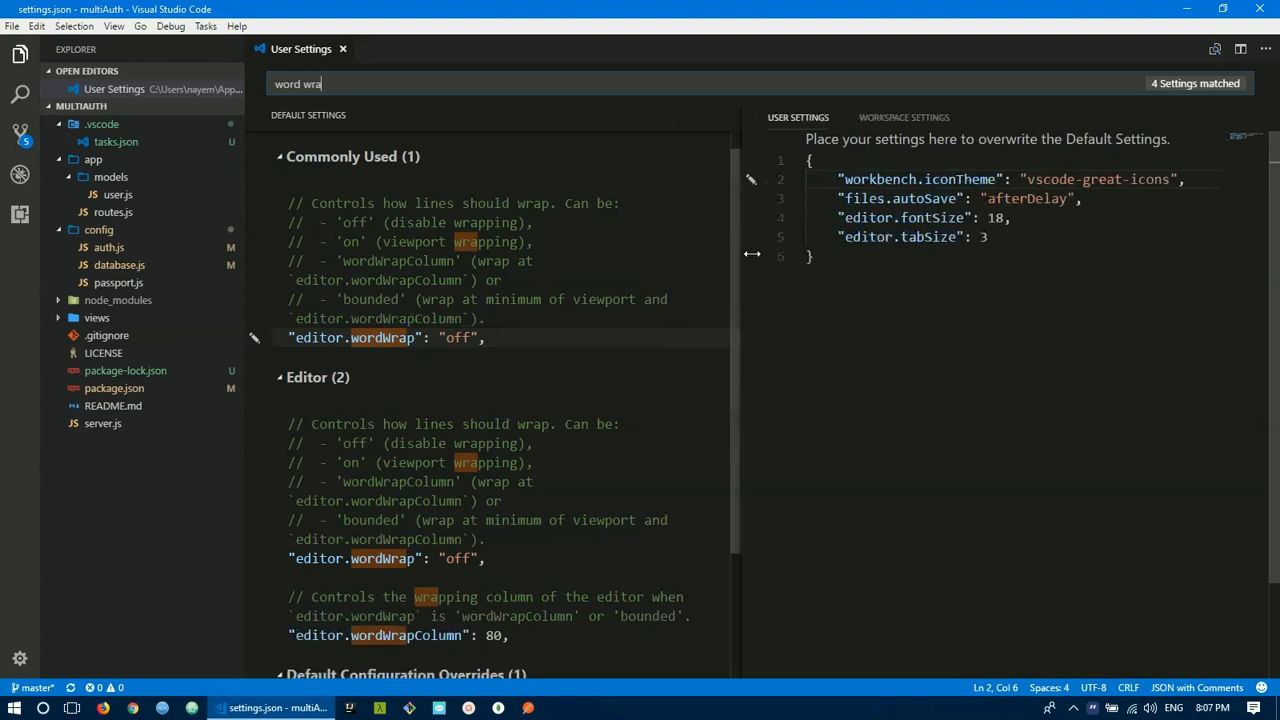 settings.json - multiAuth - Visual Studio Code
File Edit Selection View Go Debug Tasks Help
EXPLORER
OPEN EDITORS
User Settings C:\Users\nayem\App...
MULTIAUTH
.vscode
tasks.json U
app
models
user.js
routes.js
config
auth.js M
database.js M
passport.js
node_modules
views
.gitignore
LICENSE
package-lock.json U
package.json M
README.md
server.js
5
User Settings
word wra
4 Settings matched
DEFAULT SETTINGS
Commonly Used (1)
// Controls how lines should wrap. Can be:
//  - 'off' (disable wrapping),
//  - 'on' (viewport wrapping),
//  - 'wordWrapColumn' (wrap at
`editor.wordWrapColumn`) or
//  - 'bounded' (wrap at minimum of viewport and
`editor.wordWrapColumn`).
"editor.wordWrap": "off",
Editor (2)
// Controls how lines should wrap. Can be:
//  - 'off' (disable wrapping),
//  - 'on' (viewport wrapping),
//  - 'wordWrapColumn' (wrap at
`editor.wordWrapColumn`) or
//  - 'bounded' (wrap at minimum of viewport and
`editor.wordWrapColumn`).
"editor.wordWrap": "off",
// Controls the wrapping column of the editor when
`editor.wordWrap` is 'wordWrapColumn' or 'bounded'.
"editor.wordWrapColumn": 80,
Default Configuration Overrides (1)
USER SETTINGS WORKSPACE SETTINGS
Place your settings here to overwrite the Default Settings.
1 {
2 "workbench.iconTheme": "vscode-great-icons",
3 "files.autoSave": "afterDelay",
4 "editor.fontSize": 18,
5 "editor.tabSize": 3
6 }
master* 0 0 Ln 2, Col 6 Spaces: 4 UTF-8 CRLF JSON with Comments
settings.json - multiA... ENG 8:07 PM